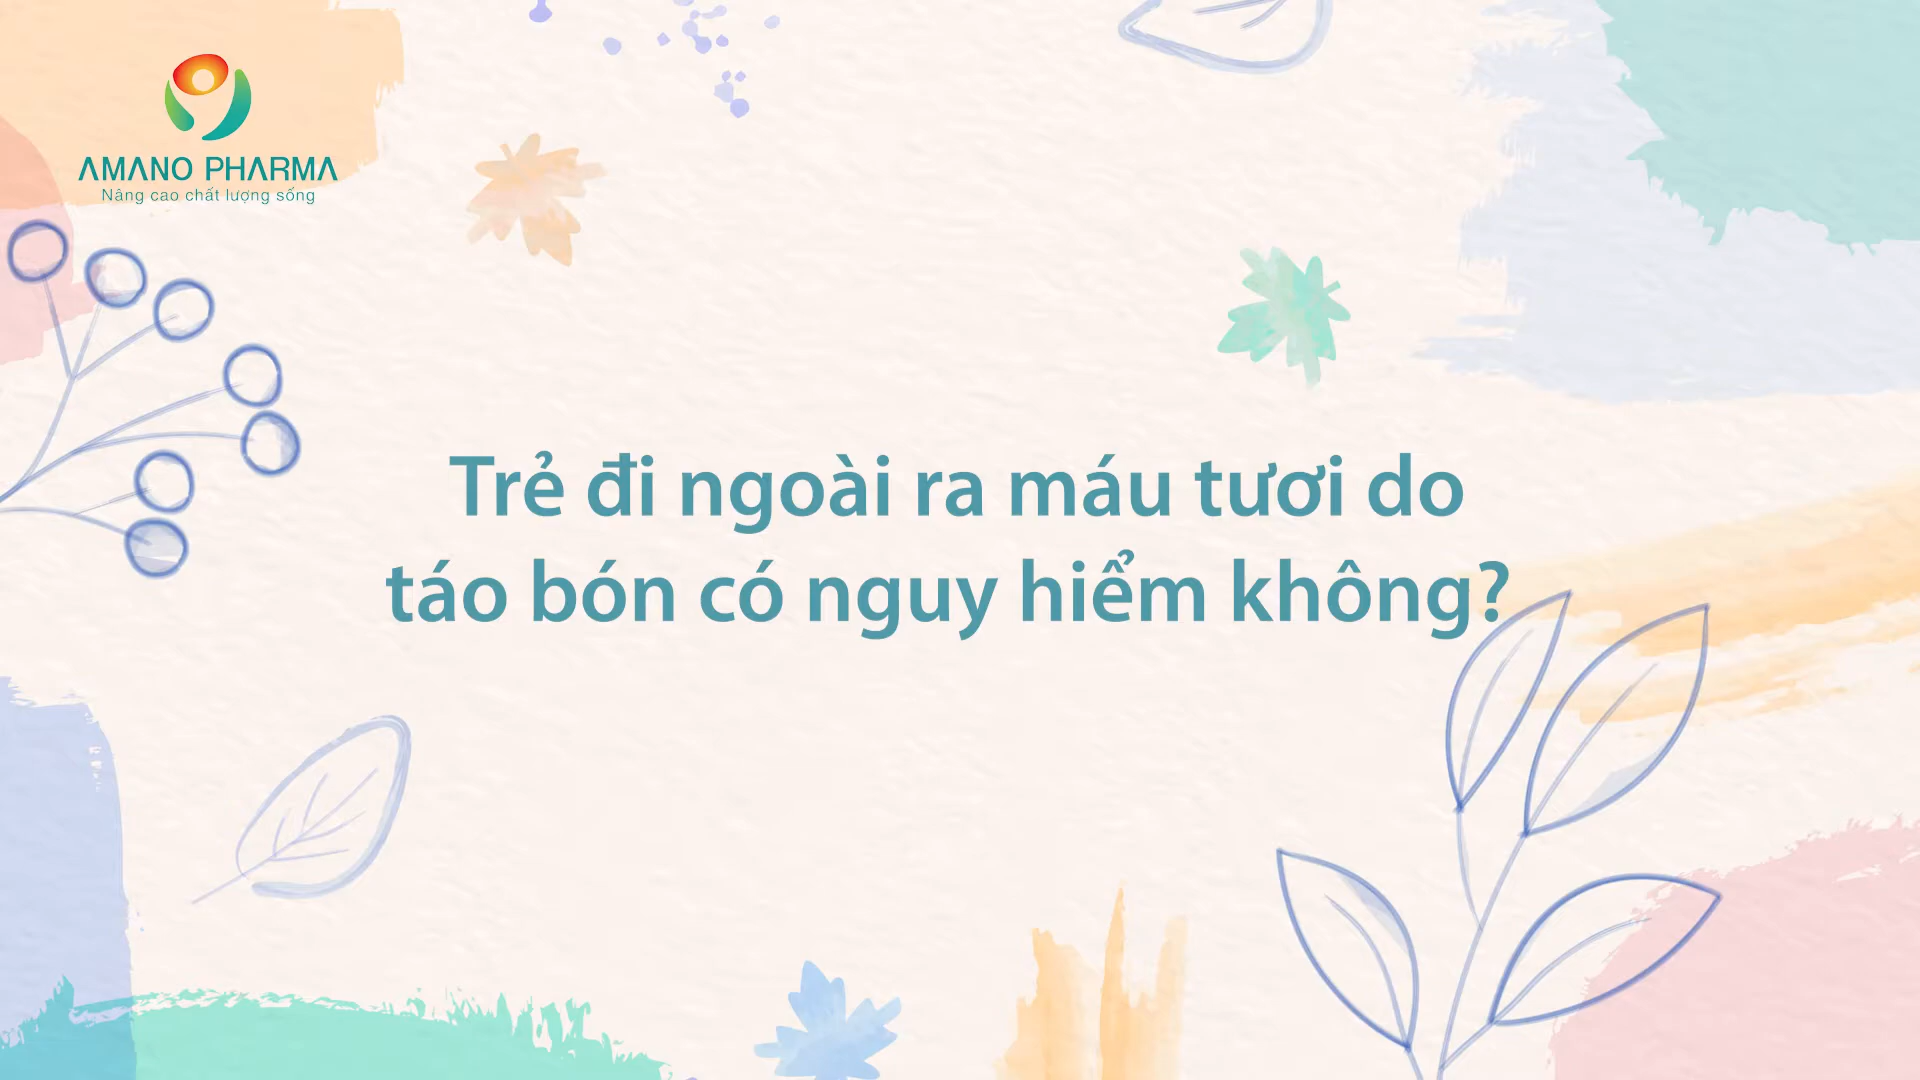 AMANO PHARMA
Nâng cao chất lượng sống
Trẻ đi ngoài ra máu tươi do
táo bón có nguy hiểm không?